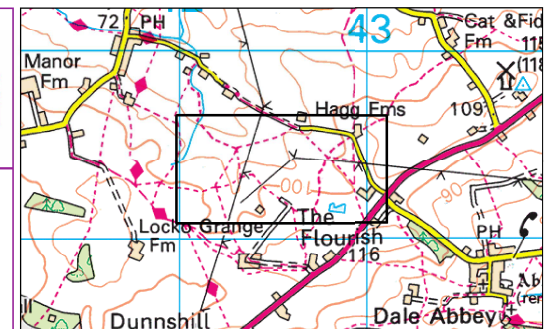 72 PH
43
Cat & Fid
Fm
115
(118
Manor
Fm
Hagg Fms
109
100
90
Locko Grange
Fm
The
Flourish
116
PH
Ab
(rem
Dunnshill
Dale Abbey